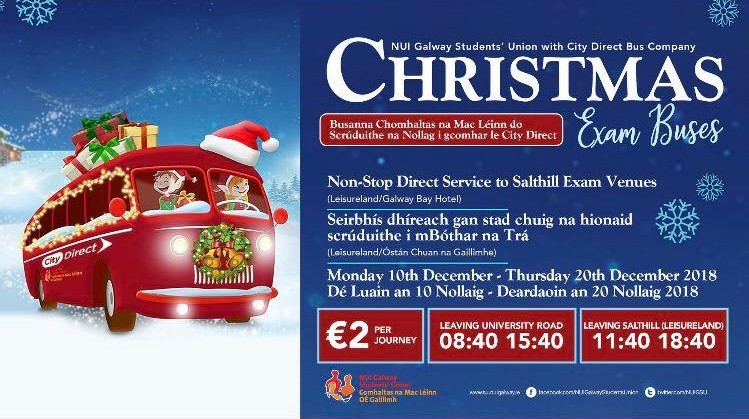 NUI Galway Students' Union with City Direct Bus Company
CHRISTMAS
Exam Buses
Busanna Chomhaltas na Mac Léinn do
Scrúduithe na Nollag i gcomhar le City Direct
Non-Stop Direct Service to Salthill Exam Venues
(Leisureland/Galway Bay Hotel)
Seirbhís dhíreach gan stad chuig na hionaid
scrúduithe i mBóthar na Trá
(Leisureland/Óstán Chuan na Gaillimhe)
Monday 10th December - Thursday 20th December 2018
Dé Luain an 10 Nollaig - Deardaoin an 20 Nollaig 2018
€2 PER
JOURNEY
LEAVING UNIVERSITY ROAD
08:40 15:40
LEAVING SALTHILL (LEISURELAND)
11:40 18:40
NUI Galway
Students' Union
Comhaltas na Mac Léinn
OÉ Gaillimh
www.su.nuigalway.ie
facebook.com/NUIGalwayStudentsUnion
twitter.com/NUIGSU
City Direct